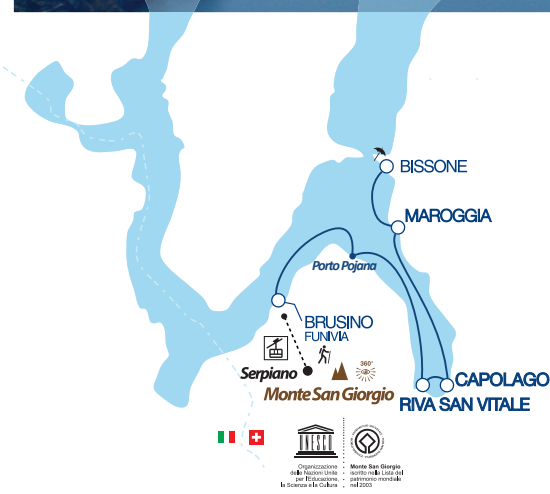 BISSONE
MAROGGIA
Porto Pojana
BRUSINO
FUNIVIA
360°
Serpiano
Monte San Giorgio
CAPOLAGO
RIVA SAN VITALE
UNESCO
Organizzazione
delle Nazioni Unite
per l'Educazione,
la Scienza e la Cultura
Monte San Giorgio
iscritto nella Lista del
patrimonio mondiale
nel 2003